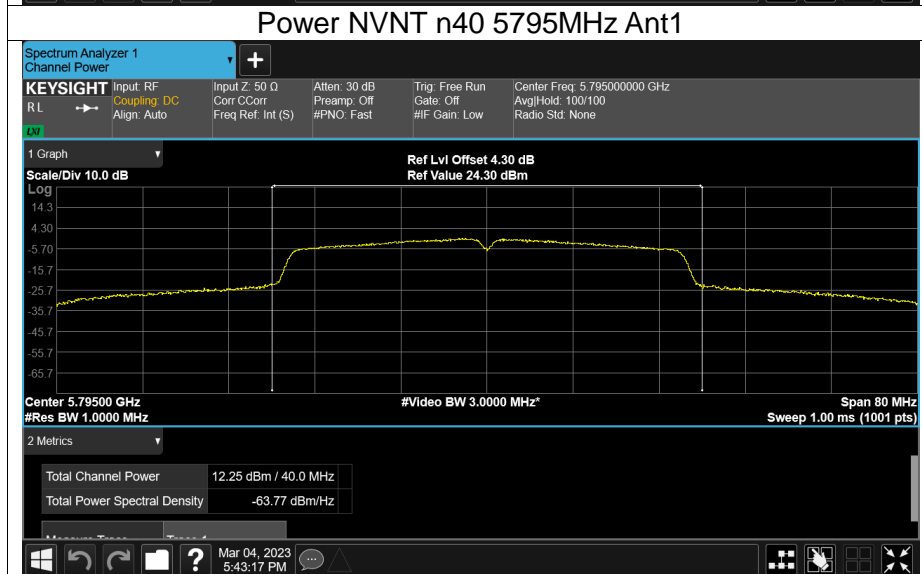 Power NVNT n40 5795MHz Ant1
Spectrum Analyzer 1
Channel Power
+
KEYSIGHT
R L
LXI
Input: RF
Coupling: DC
Align: Auto
Input Z: 50 Ω
Corr CCorr
Freq Ref: Int (S)
Atten: 30 dB
Preamp: Off
#PNO: Fast
Trig: Free Run
Gate: Off
#IF Gain: Low
Center Freq: 5.795000000 GHz
Avg|Hold: 100/100
Radio Std: None
1 Graph
Scale/Div 10.0 dB
Ref Lvl Offset 4.30 dB
Ref Value 24.30 dBm
Log
14.3
4.30
-5.70
-15.7
-25.7
-35.7
-45.7
-55.7
-65.7
Center 5.79500 GHz
#Video BW 3.0000 MHz*
Span 80 MHz
#Res BW 1.0000 MHz
Sweep 1.00 ms (1001 pts)
2 Metrics
Total Channel Power 12.25 dBm / 40.0 MHz
Total Power Spectral Density -63.77 dBm/Hz
?
Mar 04, 2023
5:43:17 PM